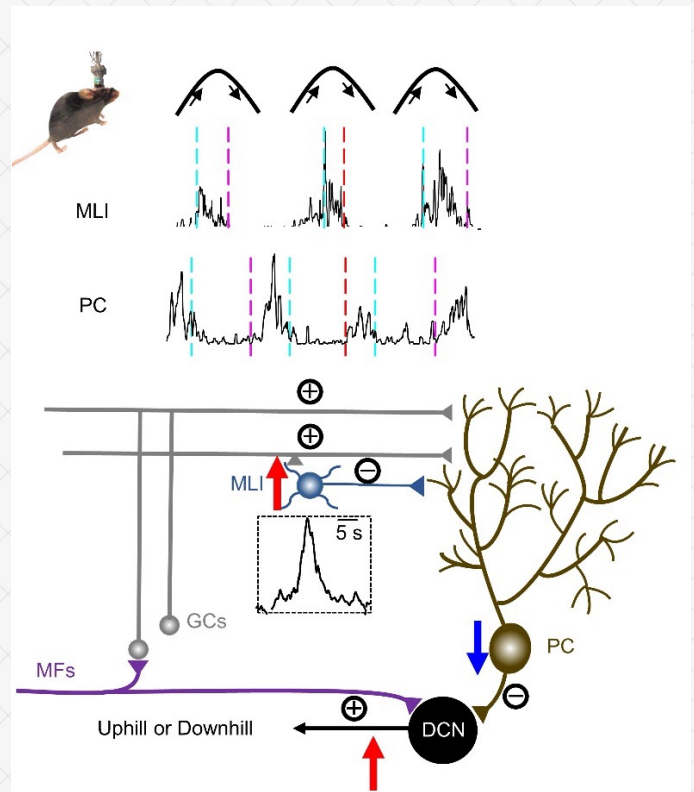 MLI
PC
+
+
MLI
−
5 s
GCs
PC
MFs
−
+
Uphill or Downhill
DCN